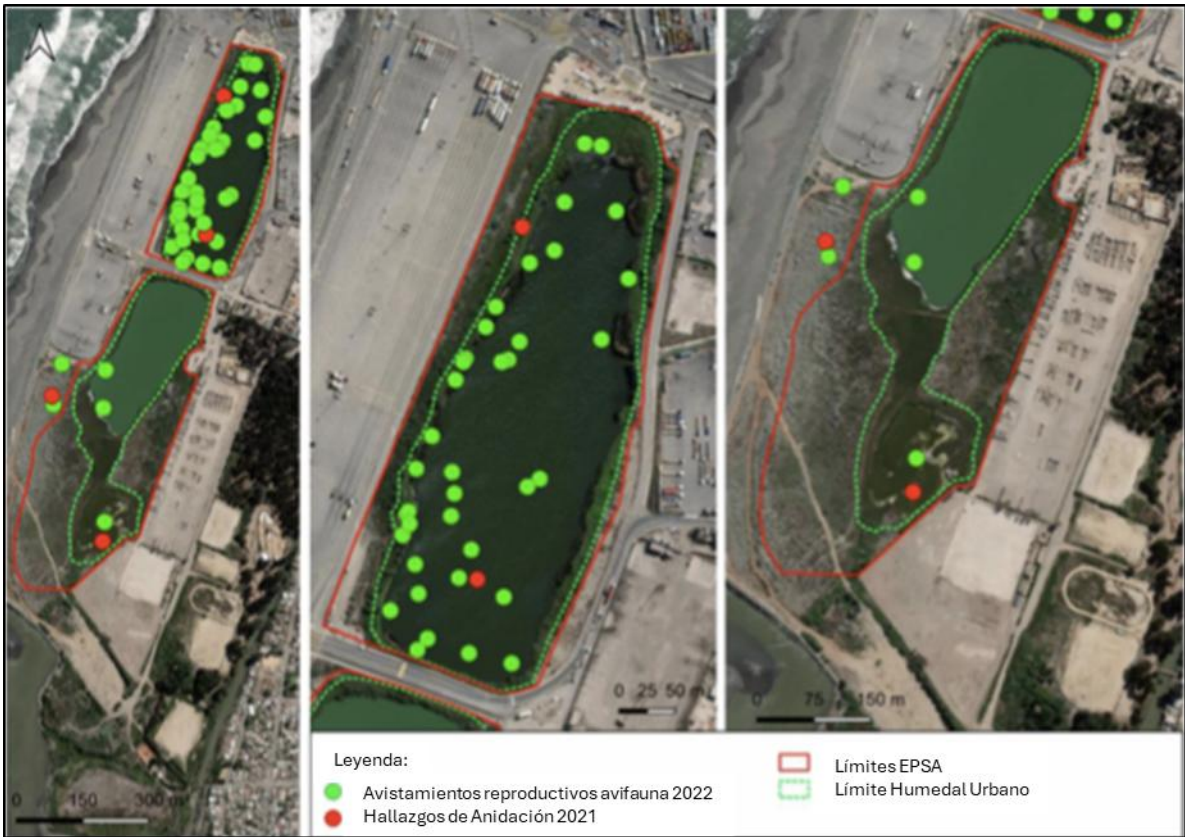 0 150 300 m
0 25 50 m
0 75 150 m
Leyenda:
Avistamientos reproductivos avifauna 2022
Hallazgos de Anidación 2021
Límites EPSA
Límite Humedal Urbano